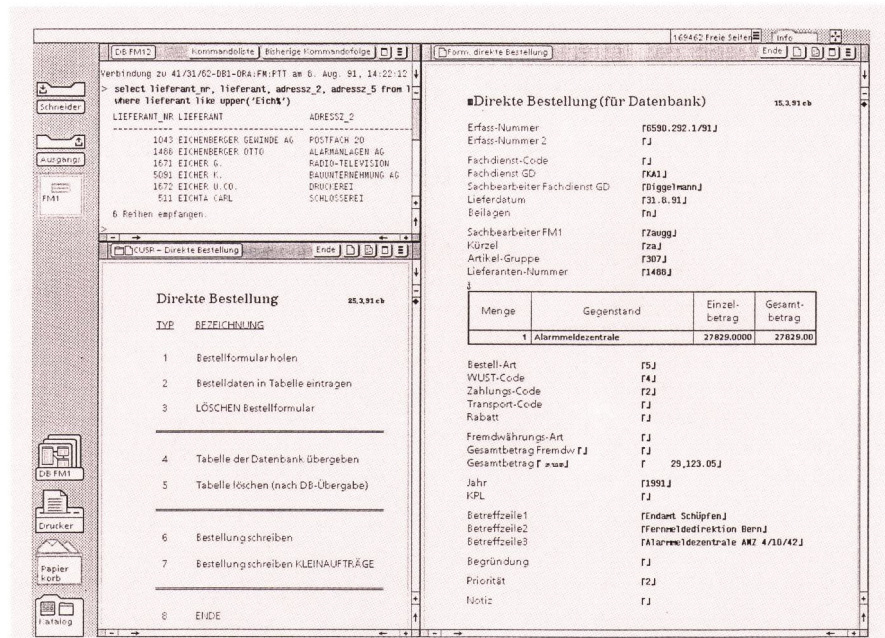 169462 Freie Seiten Info
Schneider
Ausgang
FM1
DB FM1
Drucker
Papier
korb
Katalog
DB FM12 Kommandoliste Bisherige Kommandofolge
Verbindung zu 41/31/62-DB1-ORA:FM:PTT am 6. Aug. 91, 14:22:12
> select lieferant_nr, lieferant, adressz_2, adressz_5 from l
where lieferant like upper('Eich%')
LIEFERANT_NR LIEFERANT ADRESSZ_2
1043 EICHENBERGER GEWINDE AG POSTFACH 20
1486 EICHENBERGER OTTO ALARMANLAGEN AG
1671 EICHER G. RADIO-TELEVISION
5091 EICHER K. BAUUNTERNEHMUNG AG
1672 EICHER U.CO. DRUCKEREI
511 EICHTA CARL SCHLOSSEREI
6 Reihen empfangen.
>
CUSR – Direkte Bestellung Ende
Direkte Bestellung 25,3,91 cb
TYP BEZEICHNUNG
1 Bestellformular holen
2 Bestelldaten in Tabelle eintragen
3 LÖSCHEN Bestellformular
4 Tabelle der Datenbank übergeben
5 Tabelle löschen (nach DB-Übergabe)
6 Bestellung schreiben
7 Bestellung schreiben KLEINAUFTRÄGE
8 ENDE
Form. direkte Bestellung Ende
Direkte Bestellung (für Datenbank) 15,3,91 cb
Erfass-Nummer ⌈6590.292.1/91⌋
Erfass-Nummer 2 ⌈⌋
Fachdienst-Code ⌈⌋
Fachdienst GD ⌈KA1⌋
Sachbearbeiter Fachdienst GD ⌈Diggelmann⌋
Lieferdatum ⌈31.8.91⌋
Beilagen ⌈n⌋
Sachbearbeiter FM1 ⌈Zaugg⌋
Kürzel ⌈za⌋
Artikel-Gruppe ⌈307⌋
Lieferanten-Nummer ⌈1486⌋
Menge Gegenstand Einzel-betrag Gesamt-betrag
1 Alarmmeldezentrale 27829.0000 27829.00
Bestell-Art ⌈5⌋
WUST-Code ⌈4⌋
Zahlungs-Code ⌈2⌋
Transport-Code ⌈⌋
Rabatt ⌈⌋
Fremdwährungs-Art ⌈⌋
Gesamtbetrag Fremdw ⌈⌋ ⌈⌋
Gesamtbetrag ⌈ ⌋ ⌈ 29,123.05⌋
Jahr ⌈1991⌋
KPL ⌈⌋
Betreffzeile1 ⌈Endamt Schüpfen⌋
Betreffzeile2 ⌈Fernmeldedirektion Bern⌋
Betreffzeile3 ⌈Alarmmeldezentrale AMZ 4/10/42⌋
Begründung ⌈⌋
Priorität ⌈2⌋
Notiz ⌈⌋